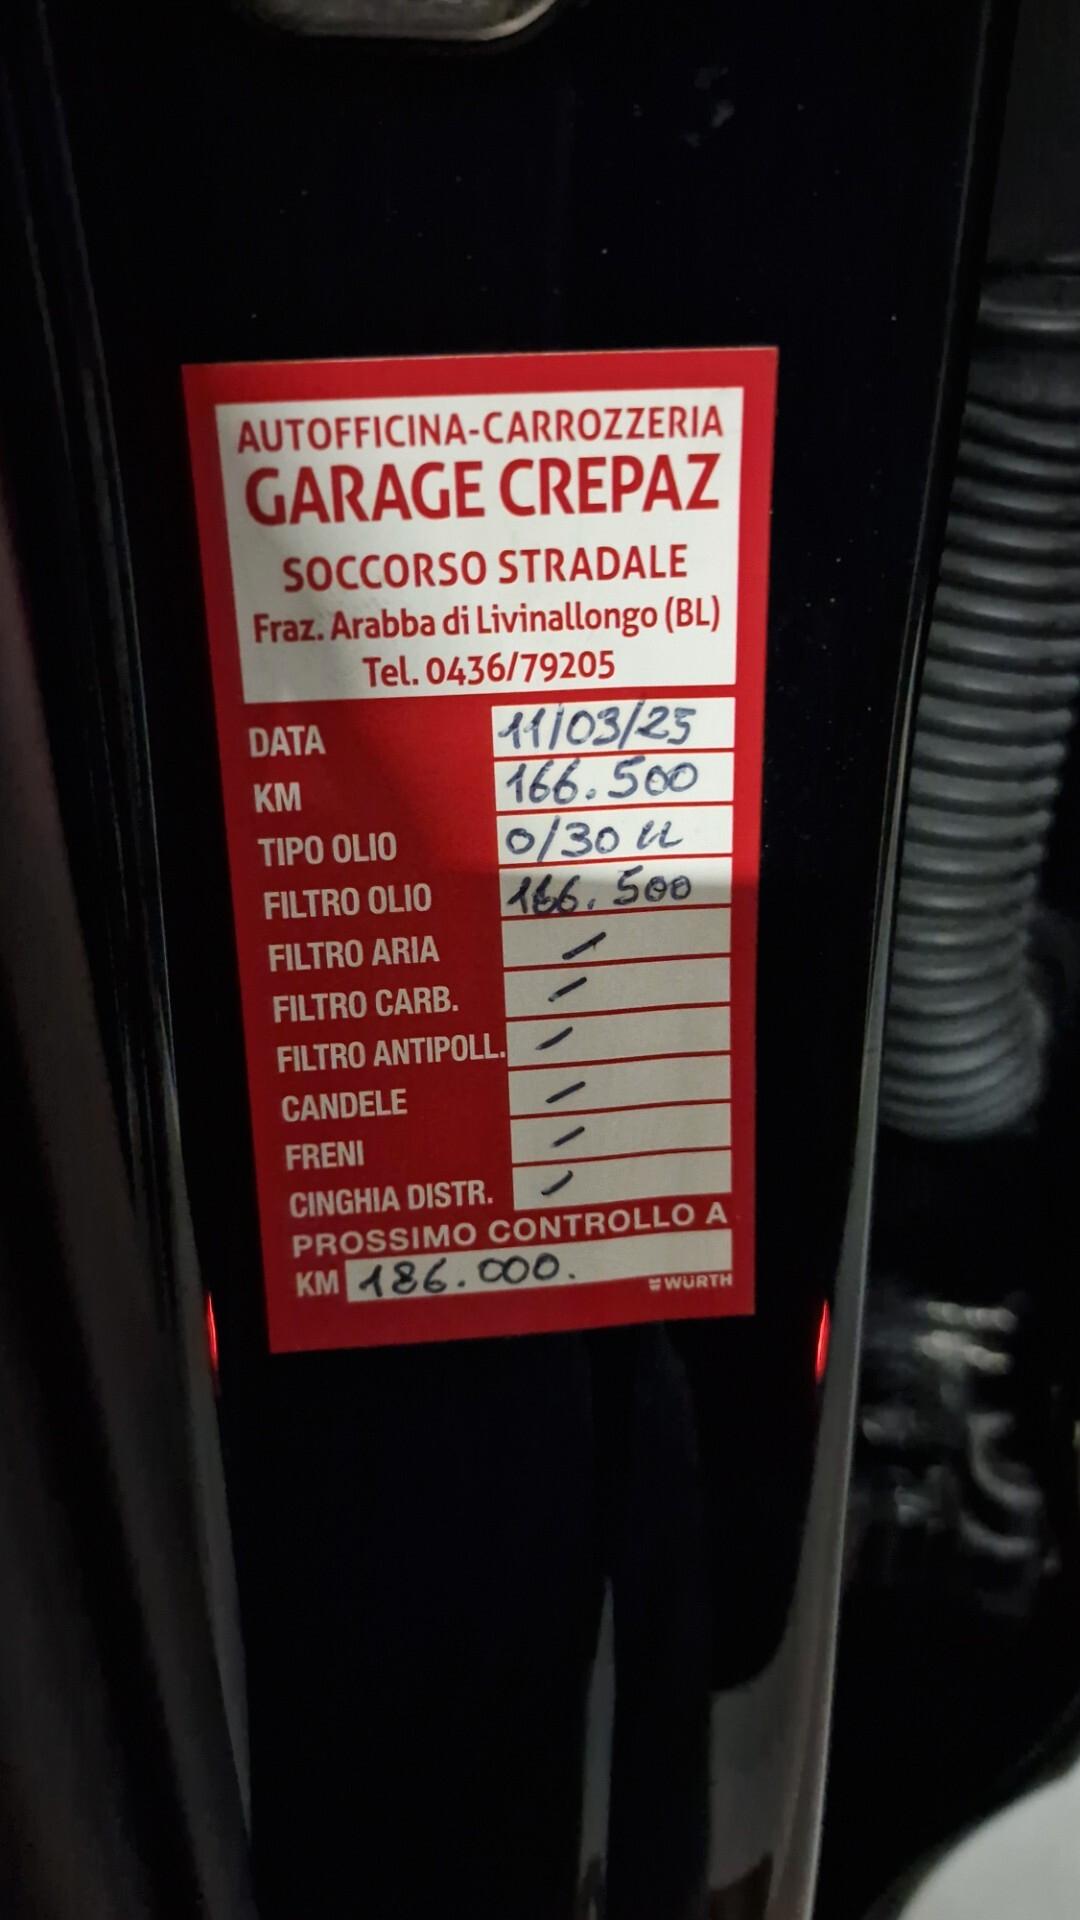 AUTOFFICINA-CARROZZERIA
GARAGE CREPAZ
SOCCORSO STRADALE
Fraz. Arabba di Livinallongo (BL)
Tel. 0436/79205
DATA 11/03/25
KM 166.500
TIPO OLIO 0/30
FILTRO OLIO 166.500
FILTRO ARIA /
FILTRO CARB. /
FILTRO ANTIPOLL. /
CANDELE /
FRENI /
CINGHIA DISTR. /
PROSSIMO CONTROLLO A
KM 186.000.
WÜRTH